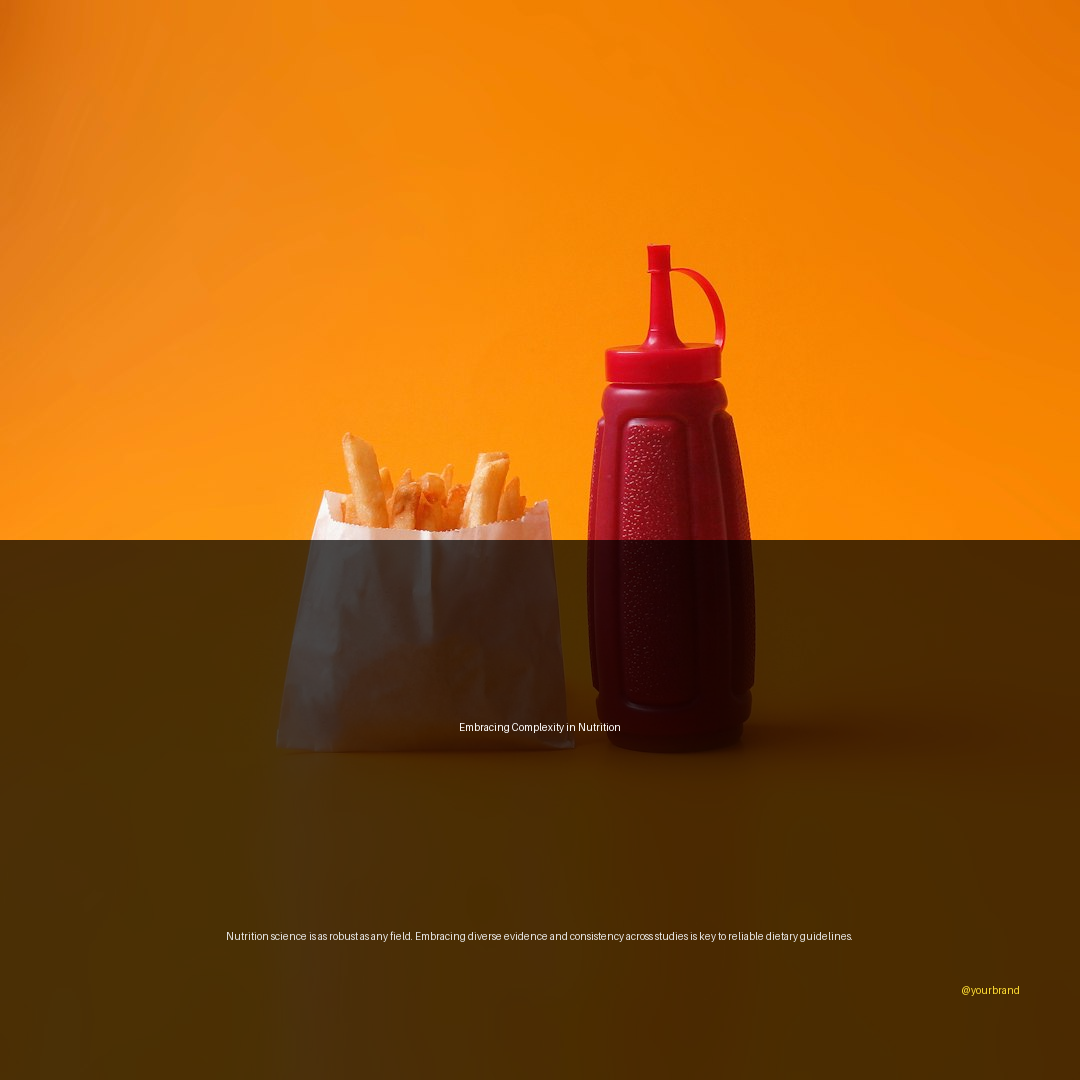 Embracing Complexity in Nutrition
Nutrition science is as robust as any field. Embracing diverse evidence and consistency across studies is key to reliable dietary guidelines.
@yourbrand